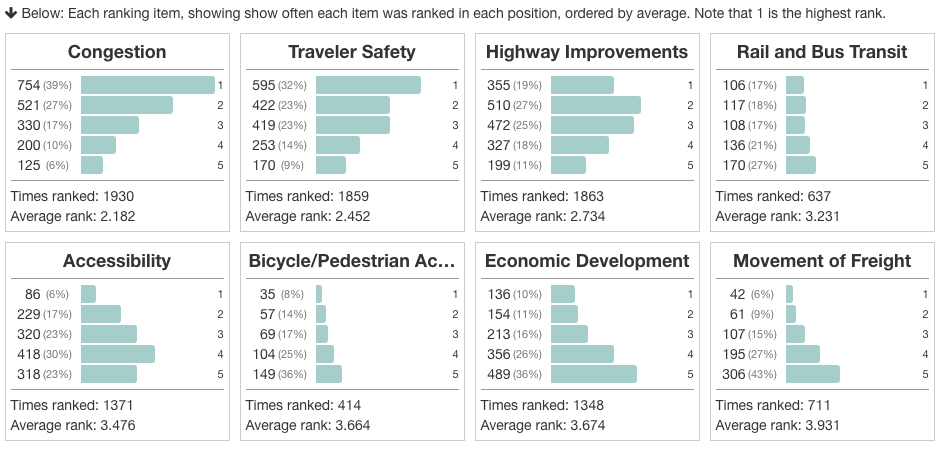 Below: Each ranking item, showing show often each item was ranked in each position, ordered by average. Note that 1 is the highest rank.
Congestion
754 (39%) 1
521 (27%) 2
330 (17%) 3
200 (10%) 4
125 (6%) 5
Times ranked: 1930
Average rank: 2.182
Traveler Safety
595 (32%) 1
422 (23%) 2
419 (23%) 3
253 (14%) 4
170 (9%) 5
Times ranked: 1859
Average rank: 2.452
Highway Improvements
355 (19%) 1
510 (27%) 2
472 (25%) 3
327 (18%) 4
199 (11%) 5
Times ranked: 1863
Average rank: 2.734
Rail and Bus Transit
106 (17%) 1
117 (18%) 2
108 (17%) 3
136 (21%) 4
170 (27%) 5
Times ranked: 637
Average rank: 3.231
Accessibility
86 (6%) 1
229 (17%) 2
320 (23%) 3
418 (30%) 4
318 (23%) 5
Times ranked: 1371
Average rank: 3.476
Bicycle/Pedestrian Ac...
35 (8%) 1
57 (14%) 2
69 (17%) 3
104 (25%) 4
149 (36%) 5
Times ranked: 414
Average rank: 3.664
Economic Development
136 (10%) 1
154 (11%) 2
213 (16%) 3
356 (26%) 4
489 (36%) 5
Times ranked: 1348
Average rank: 3.674
Movement of Freight
42 (6%) 1
61 (9%) 2
107 (15%) 3
195 (27%) 4
306 (43%) 5
Times ranked: 711
Average rank: 3.931